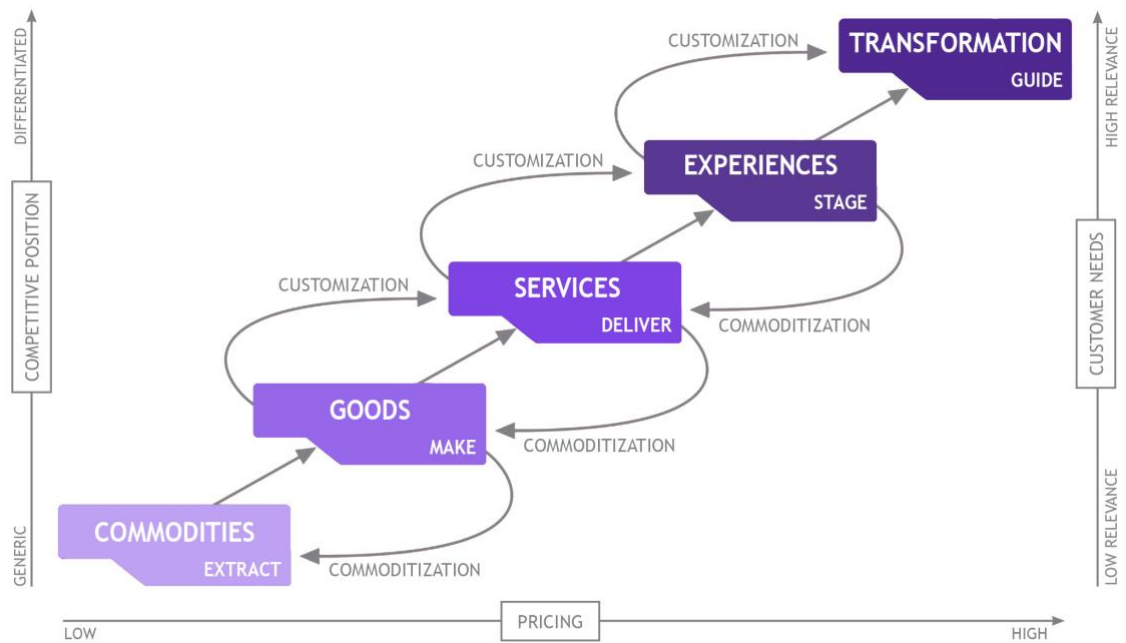 DIFFERENTIATED
COMPETITIVE POSITION
GENERIC
CUSTOMIZATION
TRANSFORMATION
GUIDE
CUSTOMIZATION
EXPERIENCES
STAGE
CUSTOMIZATION
SERVICES
DELIVER
COMMODITIZATION
GOODS
MAKE
COMMODITIZATION
COMMODITIES
EXTRACT
COMMODITIZATION
HIGH RELEVANCE
CUSTOMER NEEDS
LOW RELEVANCE
LOW
PRICING
HIGH